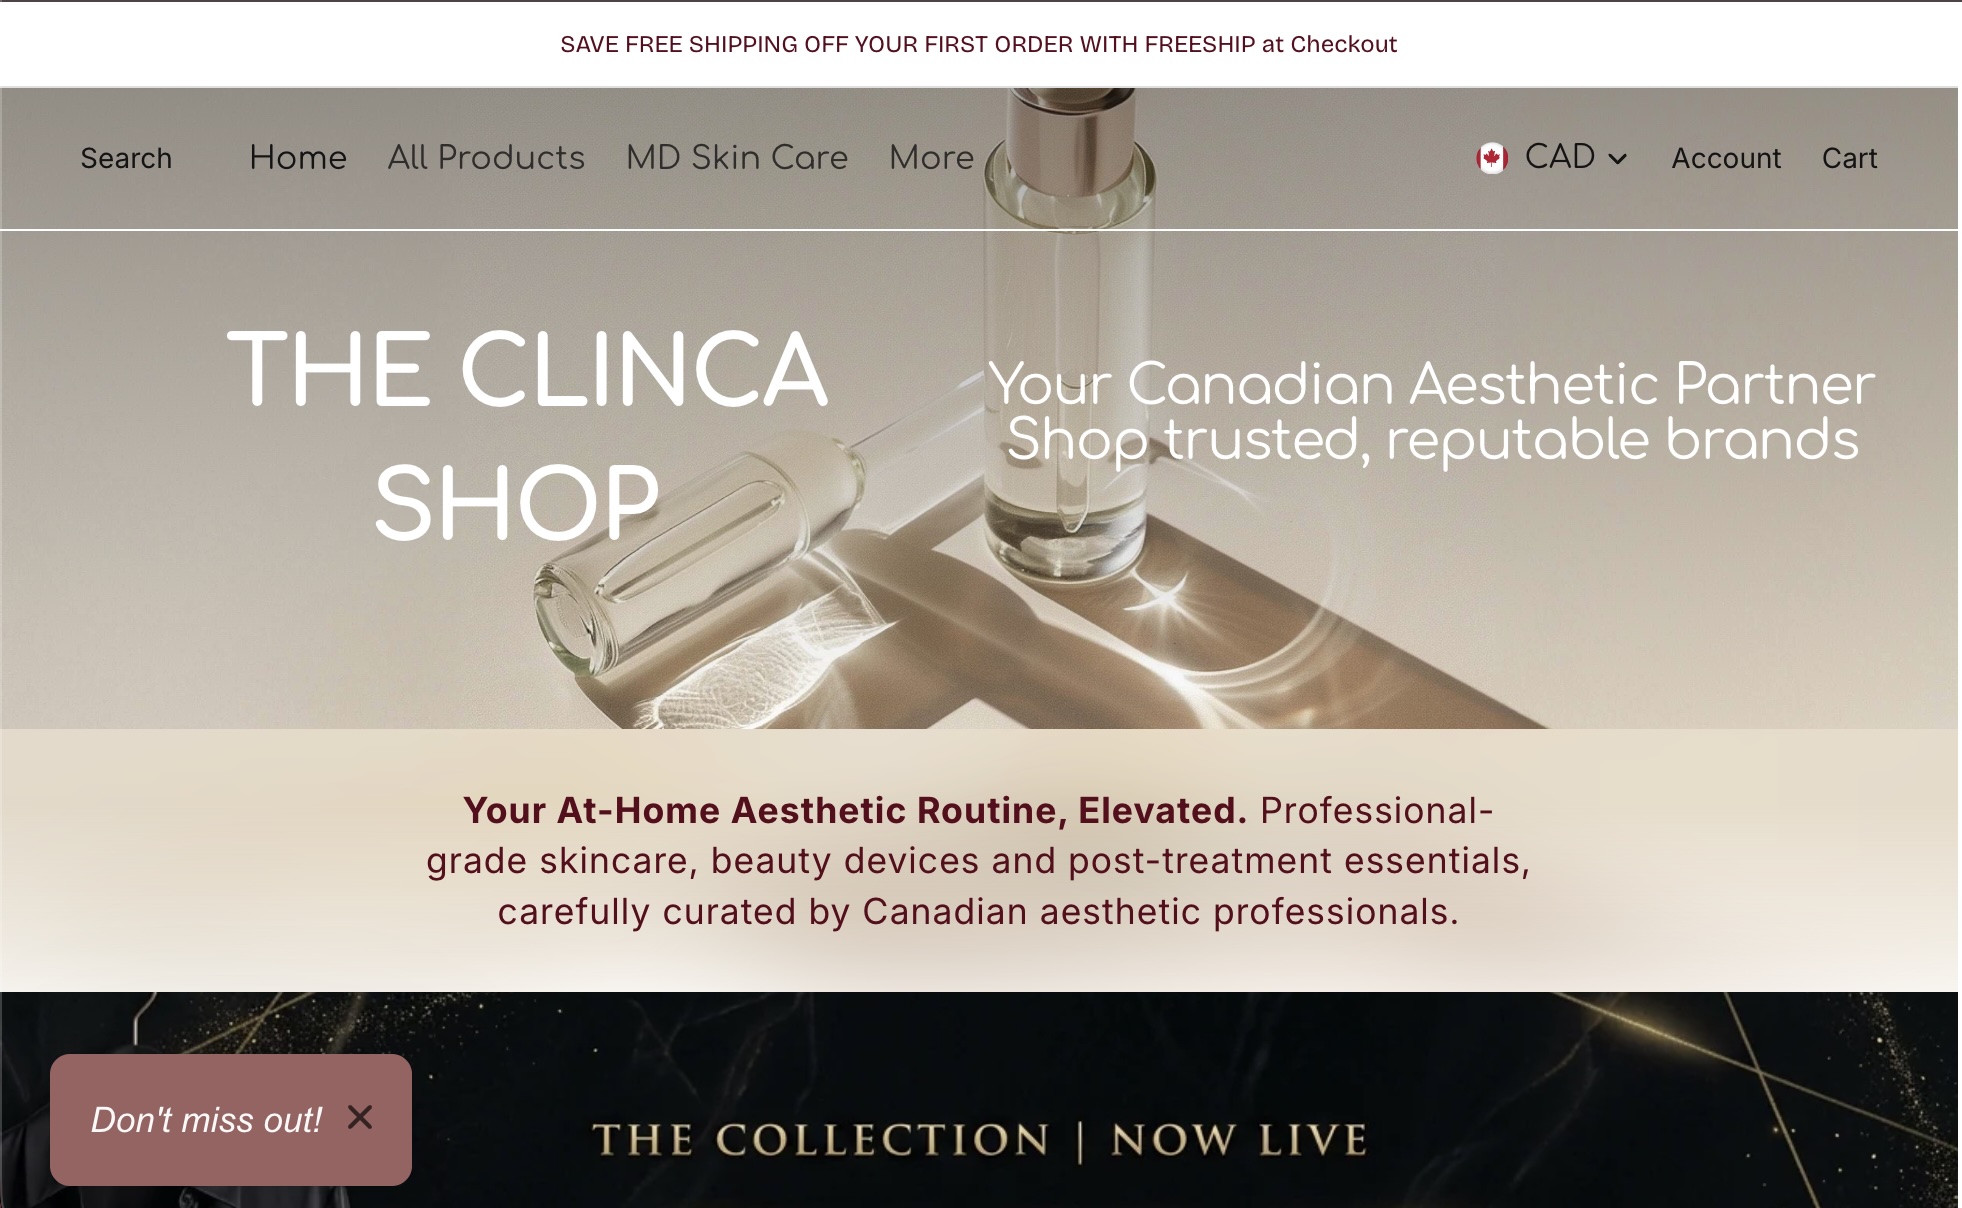 SAVE FREE SHIPPING OFF YOUR FIRST ORDER WITH FREESHIP at Checkout
Search Home All Products MD Skin Care More CAD Account Cart
THE CLINCA
SHOP
Your Canadian Aesthetic Partner
Shop trusted, reputable brands
Your At-Home Aesthetic Routine, Elevated. Professional-
grade skincare, beauty devices and post-treatment essentials,
carefully curated by Canadian aesthetic professionals.
Don't miss out!
THE COLLECTION | NOW LIVE